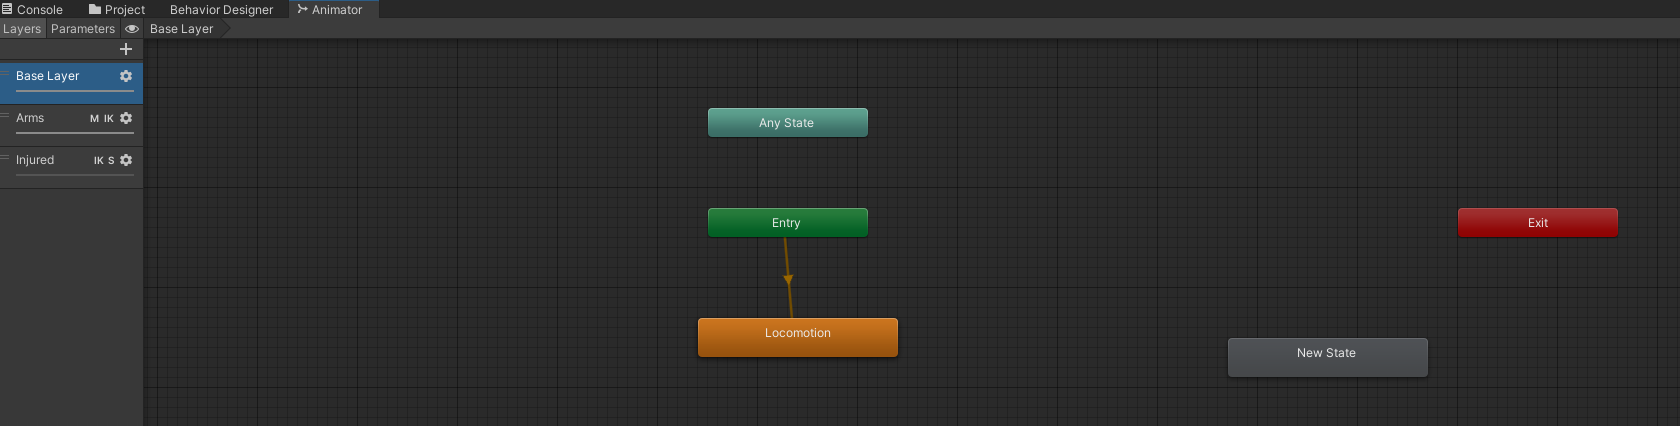 Console Project Behavior Designer Animator
Layers Parameters Base Layer
Base Layer
Arms M IK
Injured IK S
Any State
Entry
Exit
Locomotion
New State